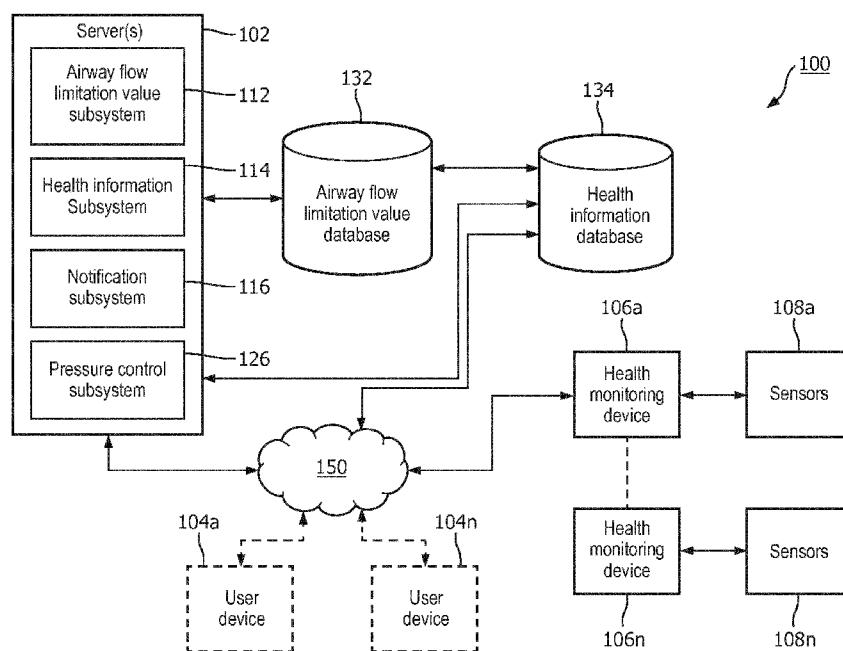 Server(s)
102
Airway flow
limitation value
subsystem
112
Health information
Subsystem
114
Notification
subsystem
116
Pressure control
subsystem
126
132
Airway flow
limitation value
database
134
Health
information
database
100
106a
Health
monitoring
device
108a
Sensors
150
104a
User
device
104n
User
device
Health
monitoring
device
106n
Sensors
108n